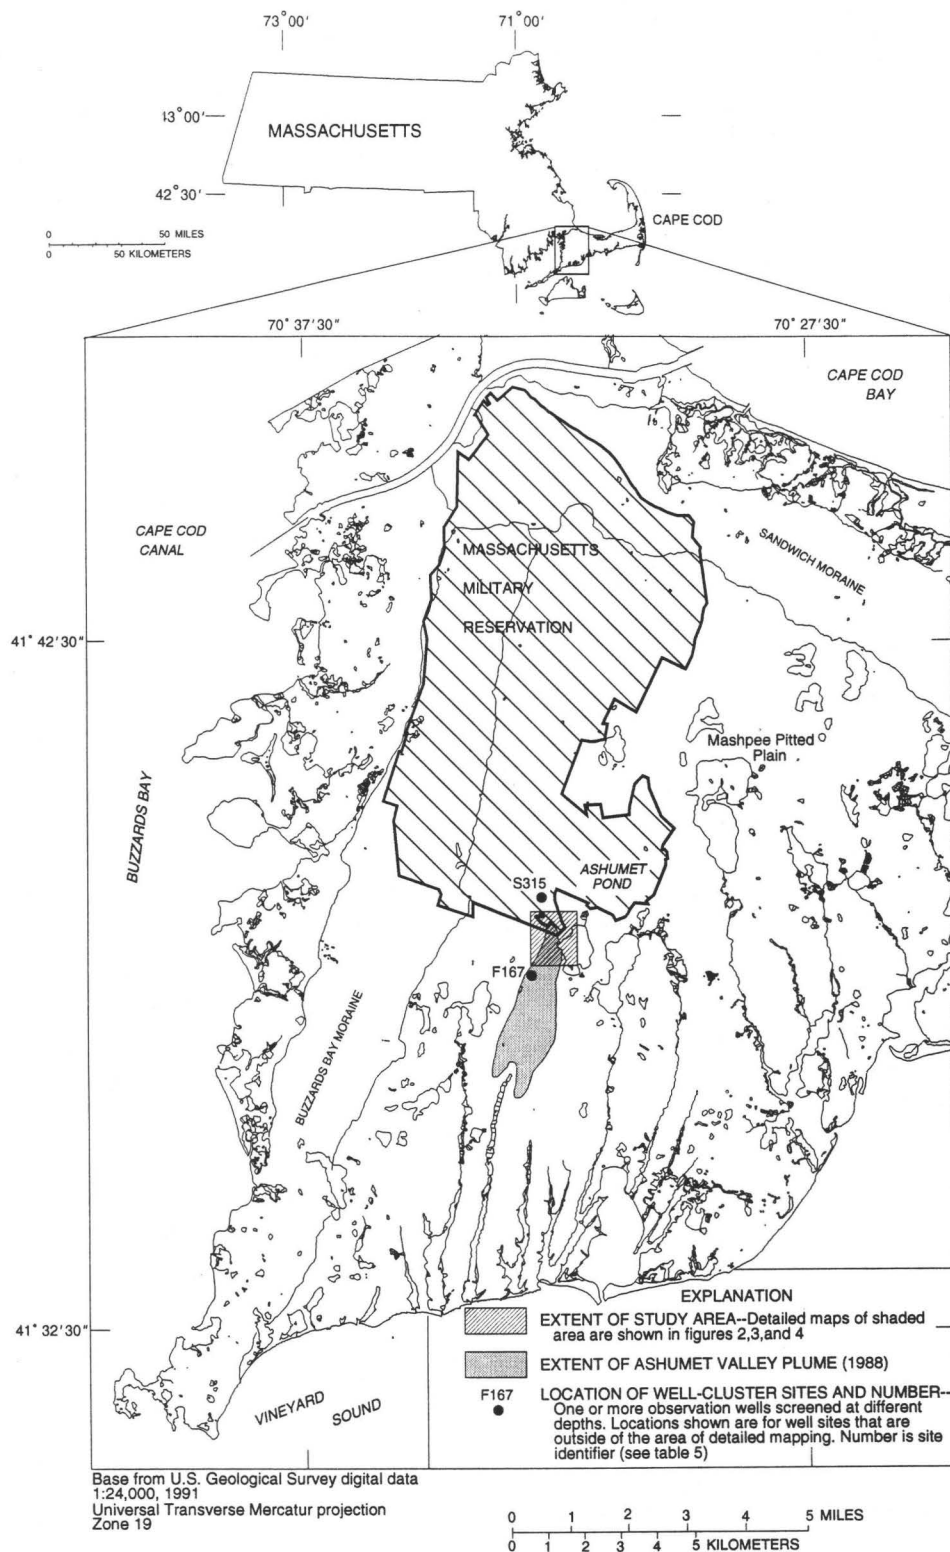 73°00'
71°00'
13°00'
MASSACHUSETTS
42°30'
CAPE COD
0 50 MILES
0 50 KILOMETERS
70°37'30"
70°27'30"
CAPE COD
BAY
CAPE COD
CANAL
SANDWICH MORAINE
MASSACHUSETTS
MILITARY
RESERVATION
41°42'30"
Mashpee Pitted
Plain
BUZZARDS BAY
ASHUMET
POND
S315
F167
BUZZARDS BAY MORAINE
EXPLANATION
41°32'30"
EXTENT OF STUDY AREA--Detailed maps of shaded
area are shown in figures 2,3,and 4
EXTENT OF ASHUMET VALLEY PLUME (1988)
F167 LOCATION OF WELL-CLUSTER SITES AND NUMBER--
One or more observation wells screened at different
depths. Locations shown are for well sites that are
outside of the area of detailed mapping. Number is site
identifier (see table 5)
VINEYARD
SOUND
Base from U.S. Geological Survey digital data
1:24,000, 1991
Universal Transverse Mercatur projection
Zone 19
0 1 2 3 4 5 MILES
0 1 2 3 4 5 KILOMETERS